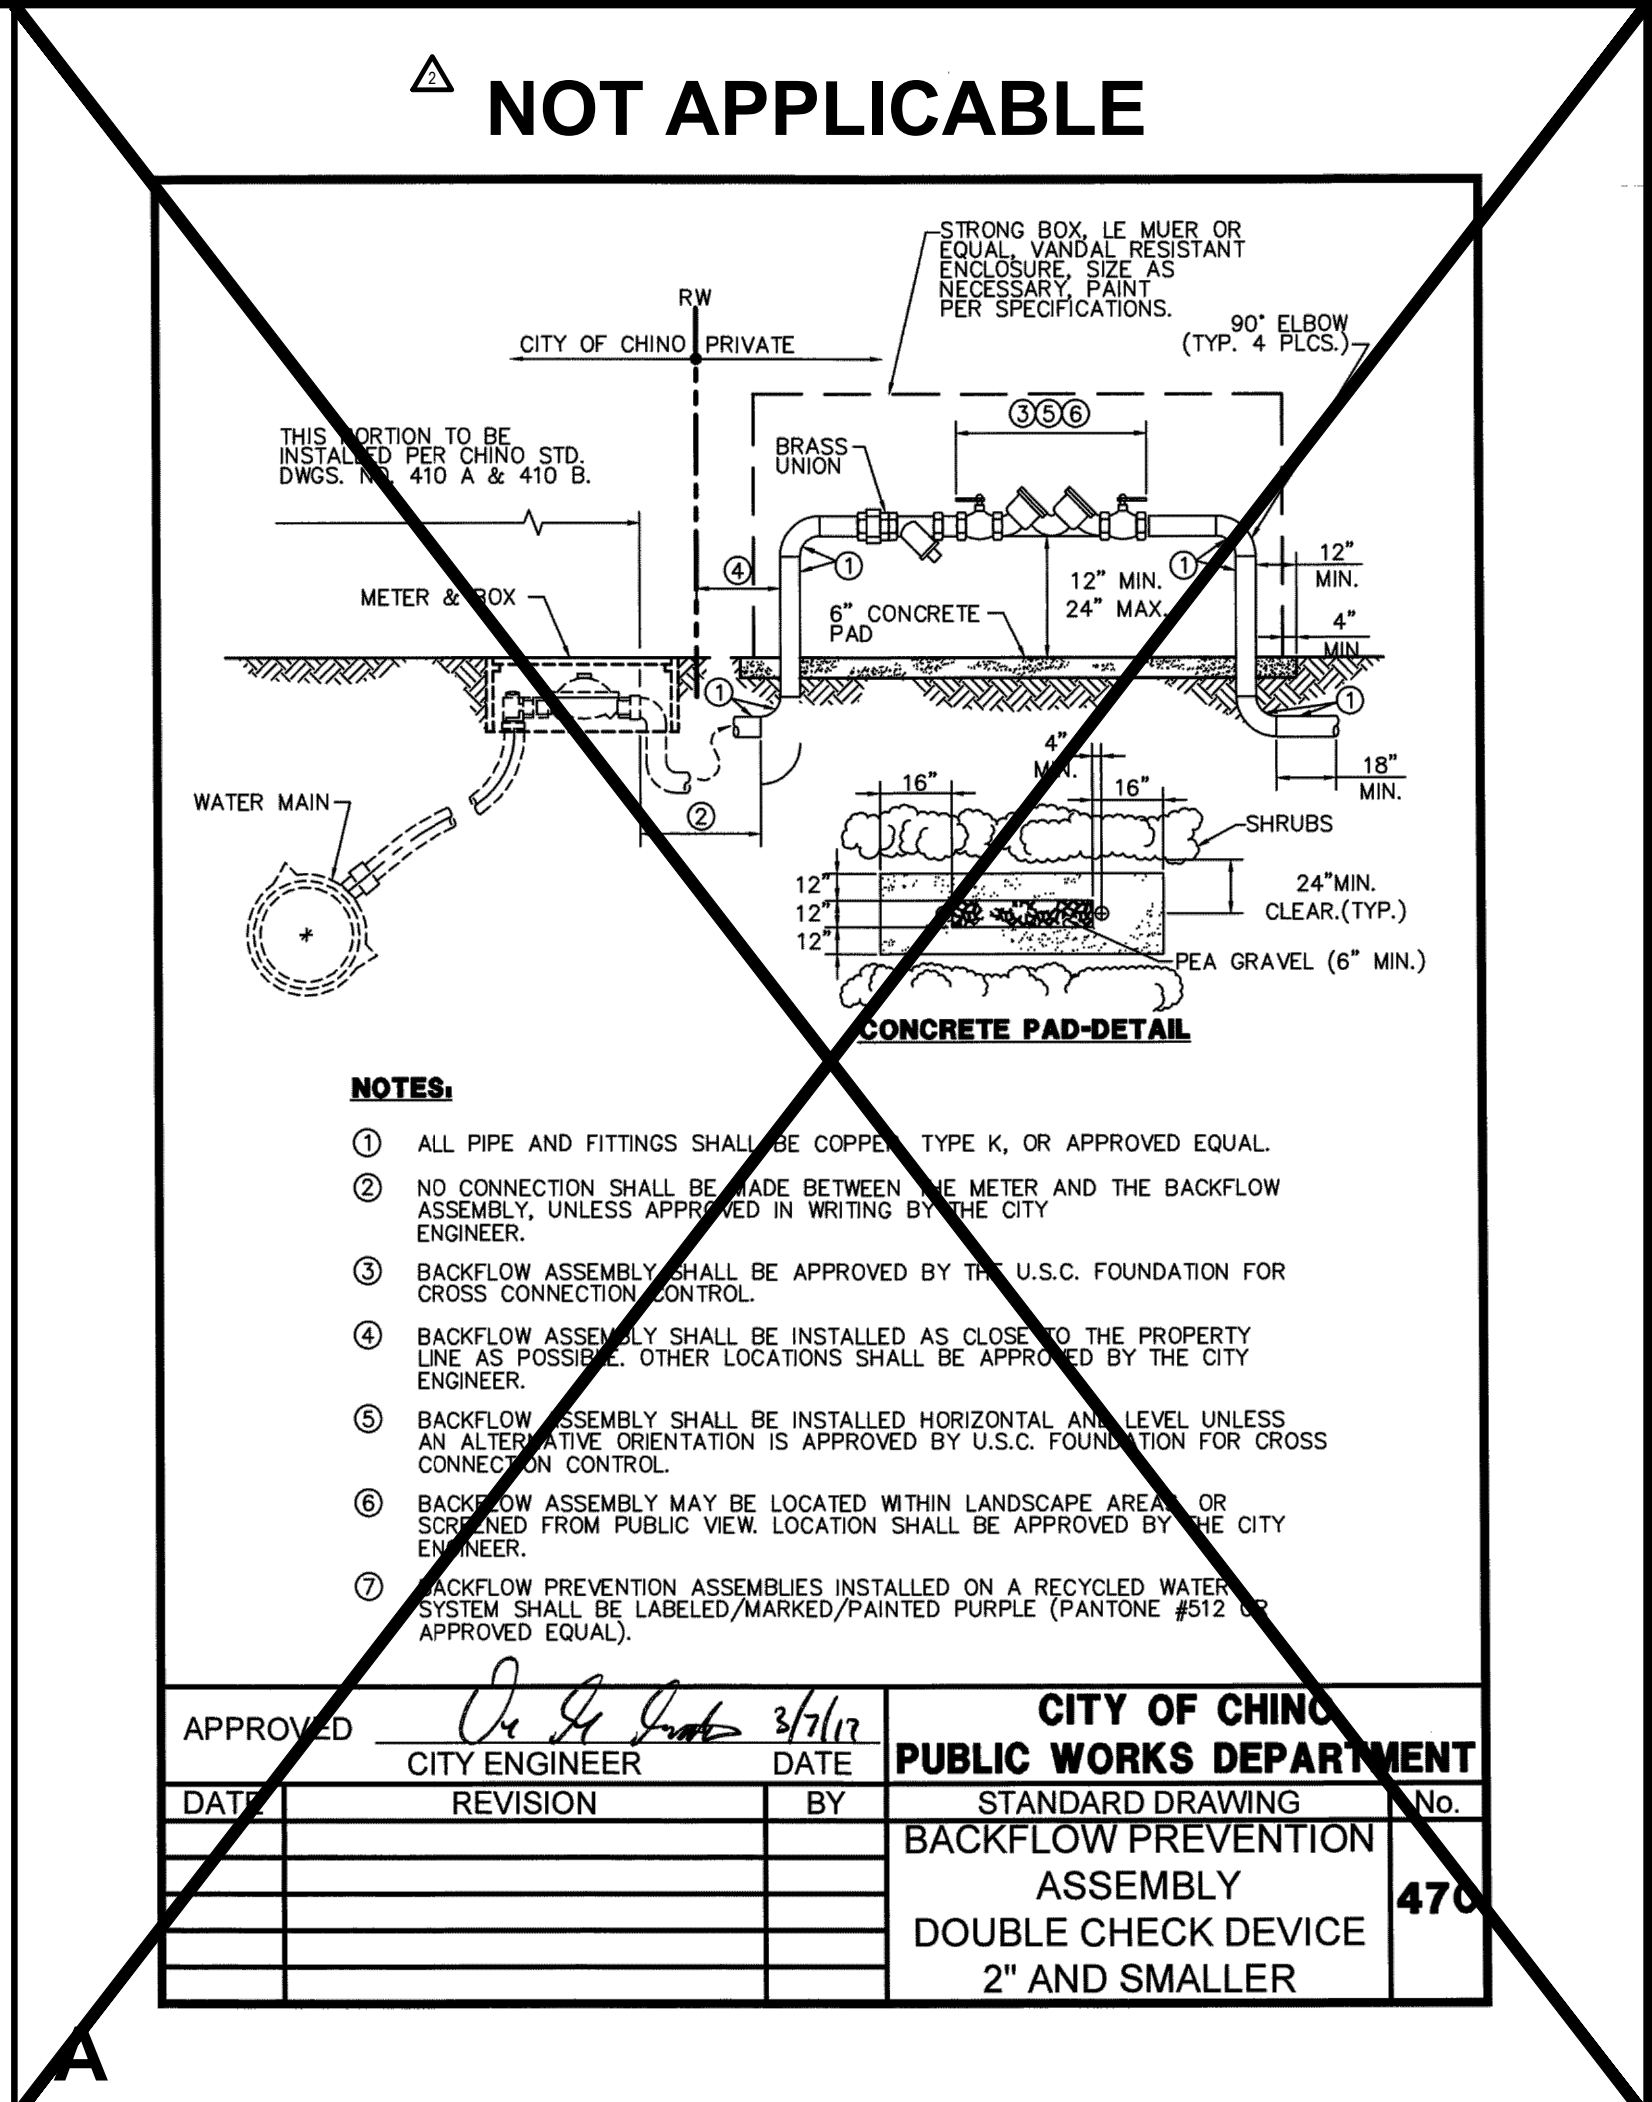 2
NOT APPLICABLE
STRONG BOX, LE MUER OR
EQUAL, VANDAL RESISTANT
ENCLOSURE, SIZE AS
NECESSARY, PAINT
PER SPECIFICATIONS.
RW
90° ELBOW
(TYP. 4 PLCS.)
CITY OF CHINO
PRIVATE
3 5 6
THIS PORTION TO BE
INSTALLED PER CHINO STD.
DWGS. NO. 410 A & 410 B.
BRASS
UNION
4
1
1
12" MIN.
24" MAX.
12"
MIN.
METER & BOX
6" CONCRETE
PAD
4"
MIN.
1
1
4"
MIN.
16"
16"
18"
MIN.
WATER MAIN
2
SHRUBS
12"
12"
12"
24"MIN.
CLEAR.(TYP.)
PEA GRAVEL (6" MIN.)
CONCRETE PAD-DETAIL
NOTES:
1 ALL PIPE AND FITTINGS SHALL BE COPPER, TYPE K, OR APPROVED EQUAL.
2 NO CONNECTION SHALL BE MADE BETWEEN THE METER AND THE BACKFLOW
ASSEMBLY, UNLESS APPROVED IN WRITING BY THE CITY
ENGINEER.
3 BACKFLOW ASSEMBLY SHALL BE APPROVED BY THE U.S.C. FOUNDATION FOR
CROSS CONNECTION CONTROL.
4 BACKFLOW ASSEMBLY SHALL BE INSTALLED AS CLOSE TO THE PROPERTY
LINE AS POSSIBLE. OTHER LOCATIONS SHALL BE APPROVED BY THE CITY
ENGINEER.
5 BACKFLOW ASSEMBLY SHALL BE INSTALLED HORIZONTAL AND LEVEL UNLESS
AN ALTERNATIVE ORIENTATION IS APPROVED BY U.S.C. FOUNDATION FOR CROSS
CONNECTION CONTROL.
6 BACKFLOW ASSEMBLY MAY BE LOCATED WITHIN LANDSCAPE AREAS, OR
SCREENED FROM PUBLIC VIEW. LOCATION SHALL BE APPROVED BY THE CITY
ENGINEER.
7 BACKFLOW PREVENTION ASSEMBLIES INSTALLED ON A RECYCLED WATER
SYSTEM SHALL BE LABELED/MARKED/PAINTED PURPLE (PANTONE #512 OR
APPROVED EQUAL).
APPROVED
3/7/17
CITY ENGINEER
DATE
CITY OF CHINO
PUBLIC WORKS DEPARTMENT
DATE
REVISION
BY
STANDARD DRAWING
No.
BACKFLOW PREVENTION
ASSEMBLY
DOUBLE CHECK DEVICE
2" AND SMALLER
470
A